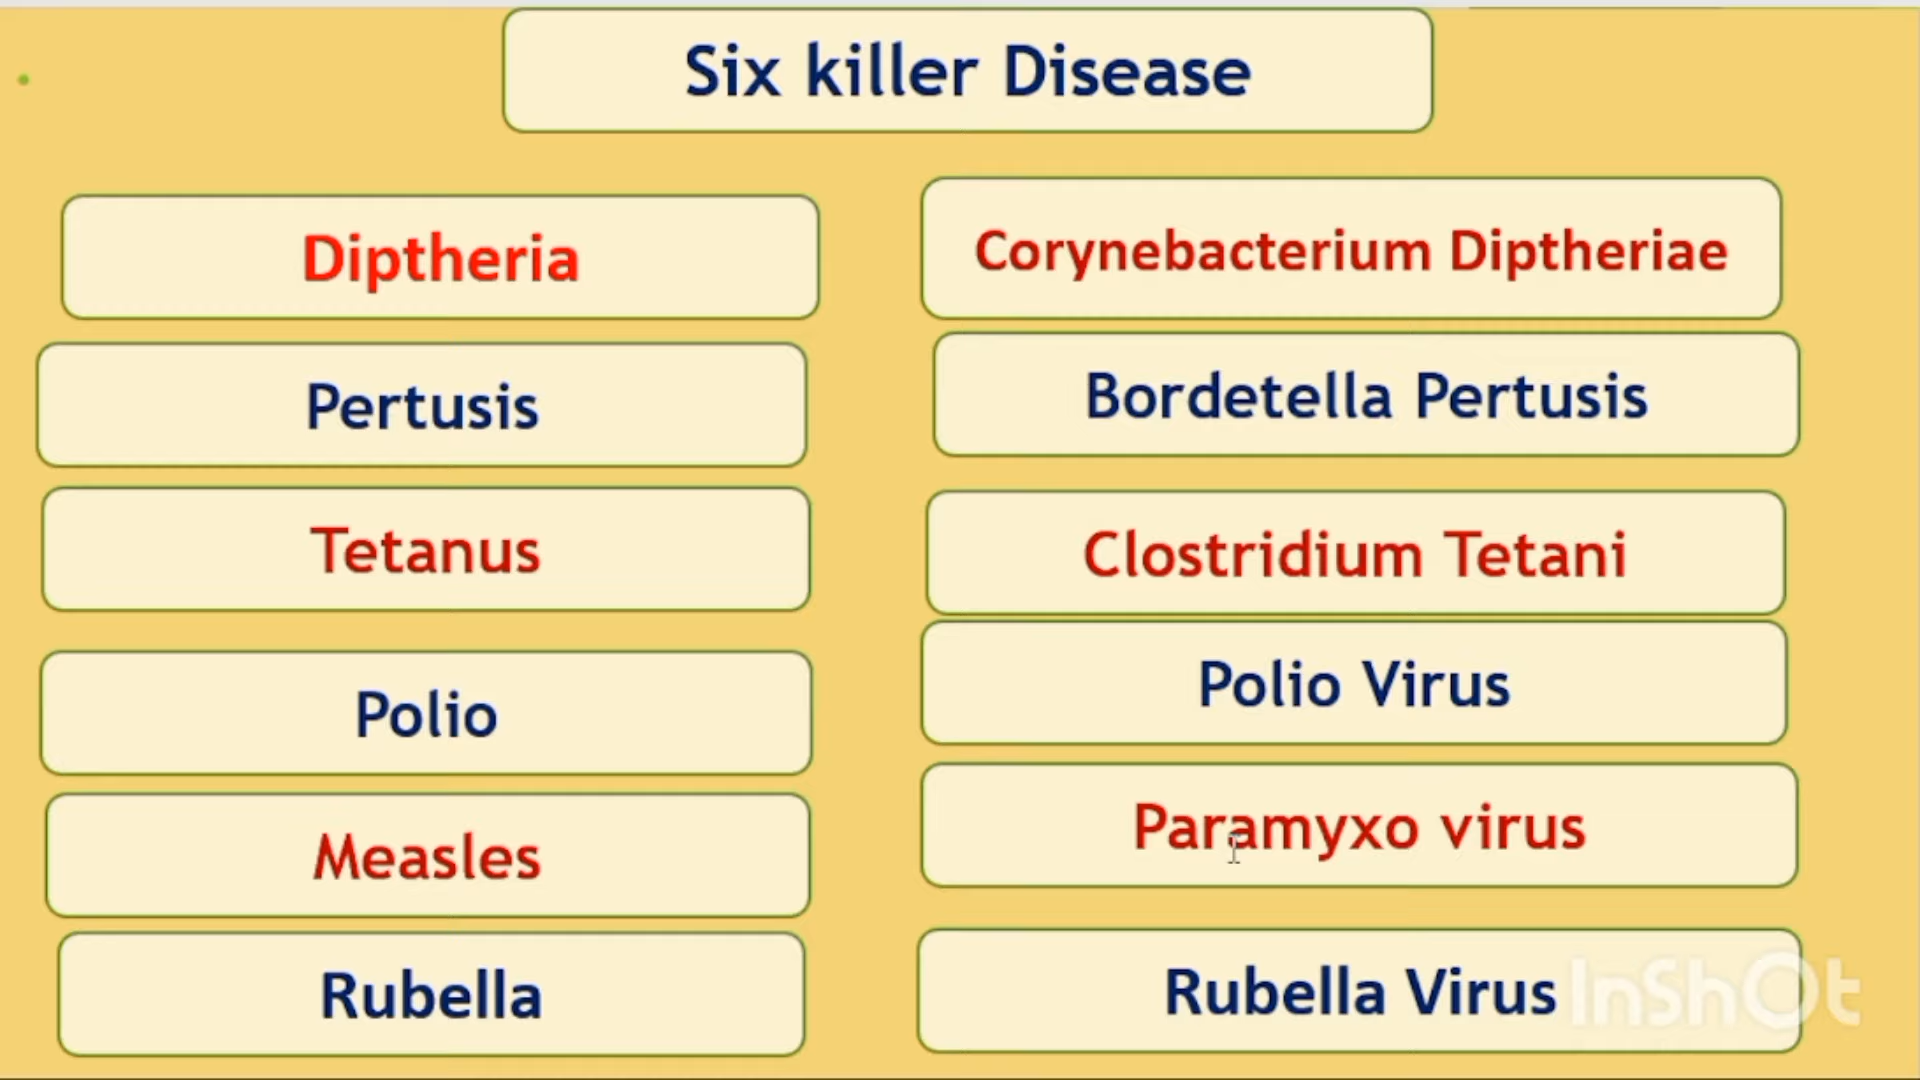 Six killer Disease
Diptheria
Corynebacterium Diptheriae
Pertusis
Bordetella Pertusis
Tetanus
Clostridium Tetani
Polio
Polio Virus
Measles
Paramyxo virus
Rubella
Rubella Virus
InShOt